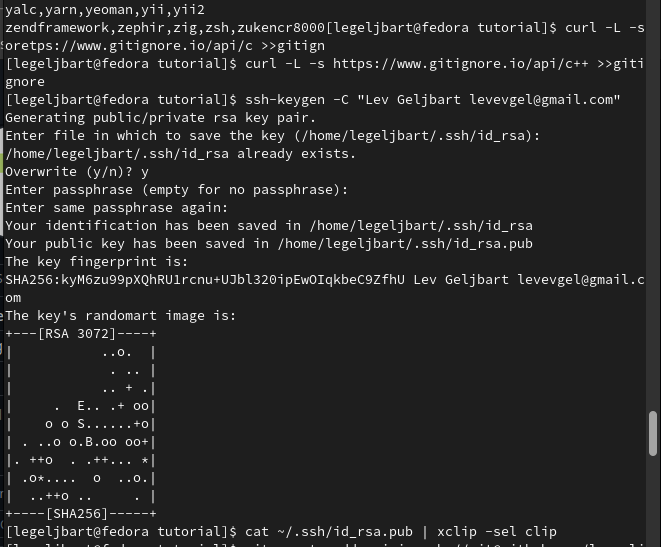 yalc,yarn,yeoman,yii,yii2
zendframework,zephir,zig,zsh,zukencr8000[legeljbart@fedora tutorial]$ curl -L -s
oretps://www.gitignore.io/api/c >>gitign
[legeljbart@fedora tutorial]$ curl -L -s https://www.gitignore.io/api/c++ >>giti
gnore
[legeljbart@fedora tutorial]$ ssh-keygen -C "Lev Geljbart levevgel@gmail.com"
Generating public/private rsa key pair.
Enter file in which to save the key (/home/legeljbart/.ssh/id_rsa):
/home/legeljbart/.ssh/id_rsa already exists.
Overwrite (y/n)? y
Enter passphrase (empty for no passphrase):
Enter same passphrase again:
Your identification has been saved in /home/legeljbart/.ssh/id_rsa
Your public key has been saved in /home/legeljbart/.ssh/id_rsa.pub
The key fingerprint is:
SHA256:kyM6zu99pXQhRU1rcnu+UJbl320ipEwOIqkbeC9ZfhU Lev Geljbart levevgel@gmail.c
om
The key's randomart image is:
+---[RSA 3072]----+
|            ..o.  |
|             . .. |
|            .. + .|
|     .  E.. .+ oo|
|    o o S......+o|
| . ..o o.B.oo oo+|
|. ++o  . .++... *|
| .o*....  o  ..o.|
|  ..++o ..     . |
+----[SHA256]-----+
[legeljbart@fedora tutorial]$ cat ~/.ssh/id_rsa.pub | xclip -sel clip